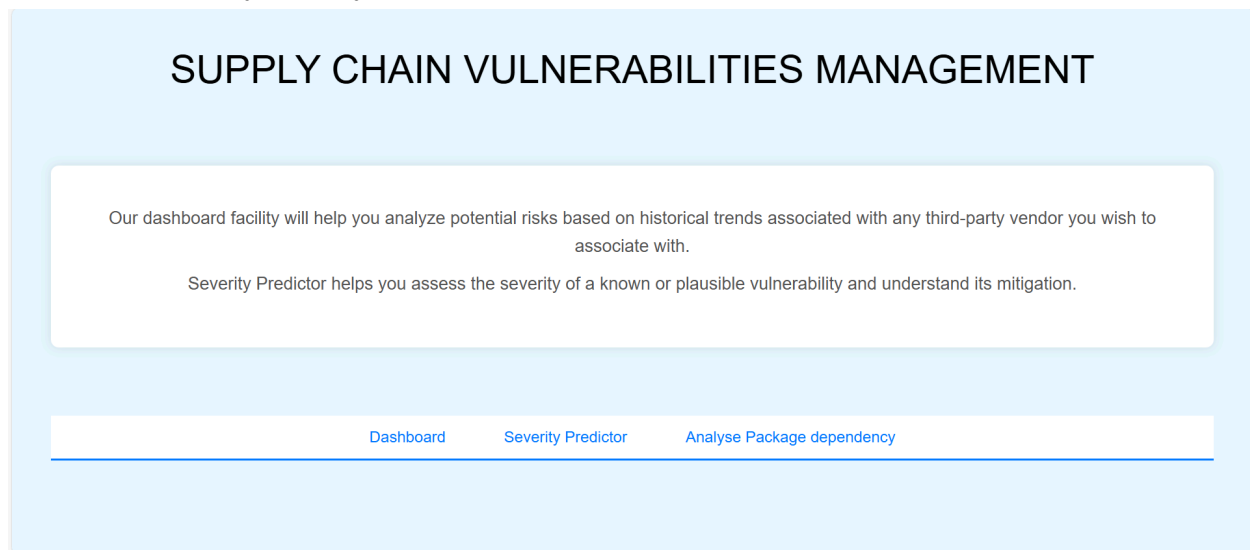 SUPPLY CHAIN VULNERABILITIES MANAGEMENT
Our dashboard facility will help you analyze potential risks based on historical trends associated with any third-party vendor you wish to
associate with.
Severity Predictor helps you assess the severity of a known or plausible vulnerability and understand its mitigation.
Dashboard Severity Predictor Analyse Package dependency